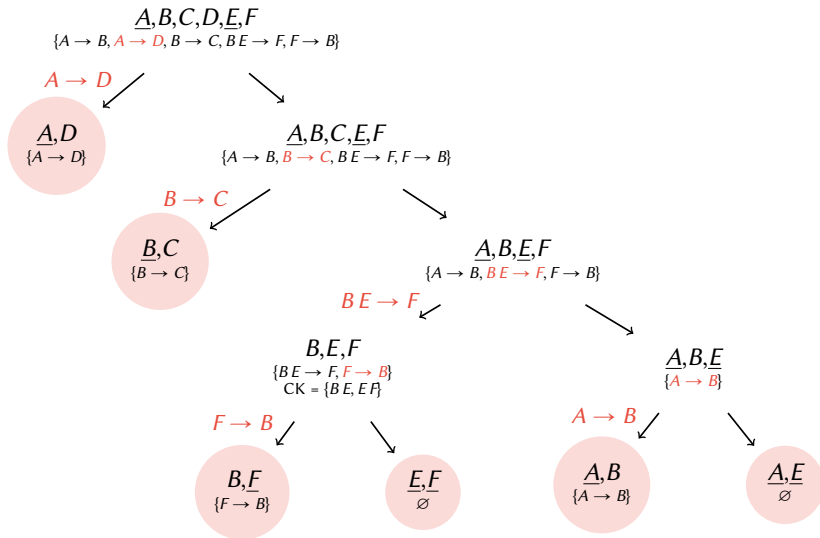 A,B,C,D,E,F
{A → B, A → D, B → C, B E → F, F → B}
A → D
A,D
{A → D}
A,B,C,E,F
{A → B, B → C, B E → F, F → B}
B → C
B,C
{B → C}
A,B,E,F
{A → B, B E → F, F → B}
B E → F
B,E,F
{B E → F, F → B}
CK = {B E, E F}
A,B,E
{A → B}
F → B
A → B
B,F
{F → B}
E,F
∅
A,B
{A → B}
A,E
∅